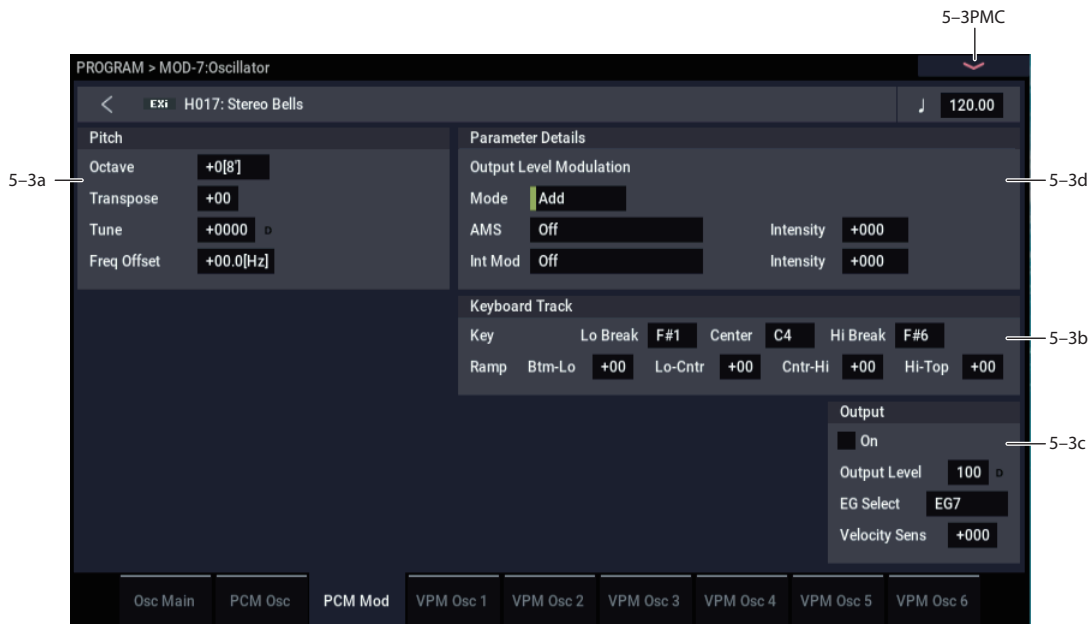 5–3PMC
PROGRAM > MOD-7:Oscillator
EXi H017: Stereo Bells
♩ 120.00
Pitch
Octave +0[8']
Transpose +00
Tune +0000 D
Freq Offset +00.0[Hz]
5–3a
Parameter Details
Output Level Modulation
Mode Add
AMS Off Intensity +000
Int Mod Off Intensity +000
5–3d
Keyboard Track
Key Lo Break F#1 Center C4 Hi Break F#6
Ramp Btm-Lo +00 Lo-Cntr +00 Cntr-Hi +00 Hi-Top +00
5–3b
Output
On
Output Level 100 D
EG Select EG7
Velocity Sens +000
5–3c
Osc Main PCM Osc PCM Mod VPM Osc 1 VPM Osc 2 VPM Osc 3 VPM Osc 4 VPM Osc 5 VPM Osc 6